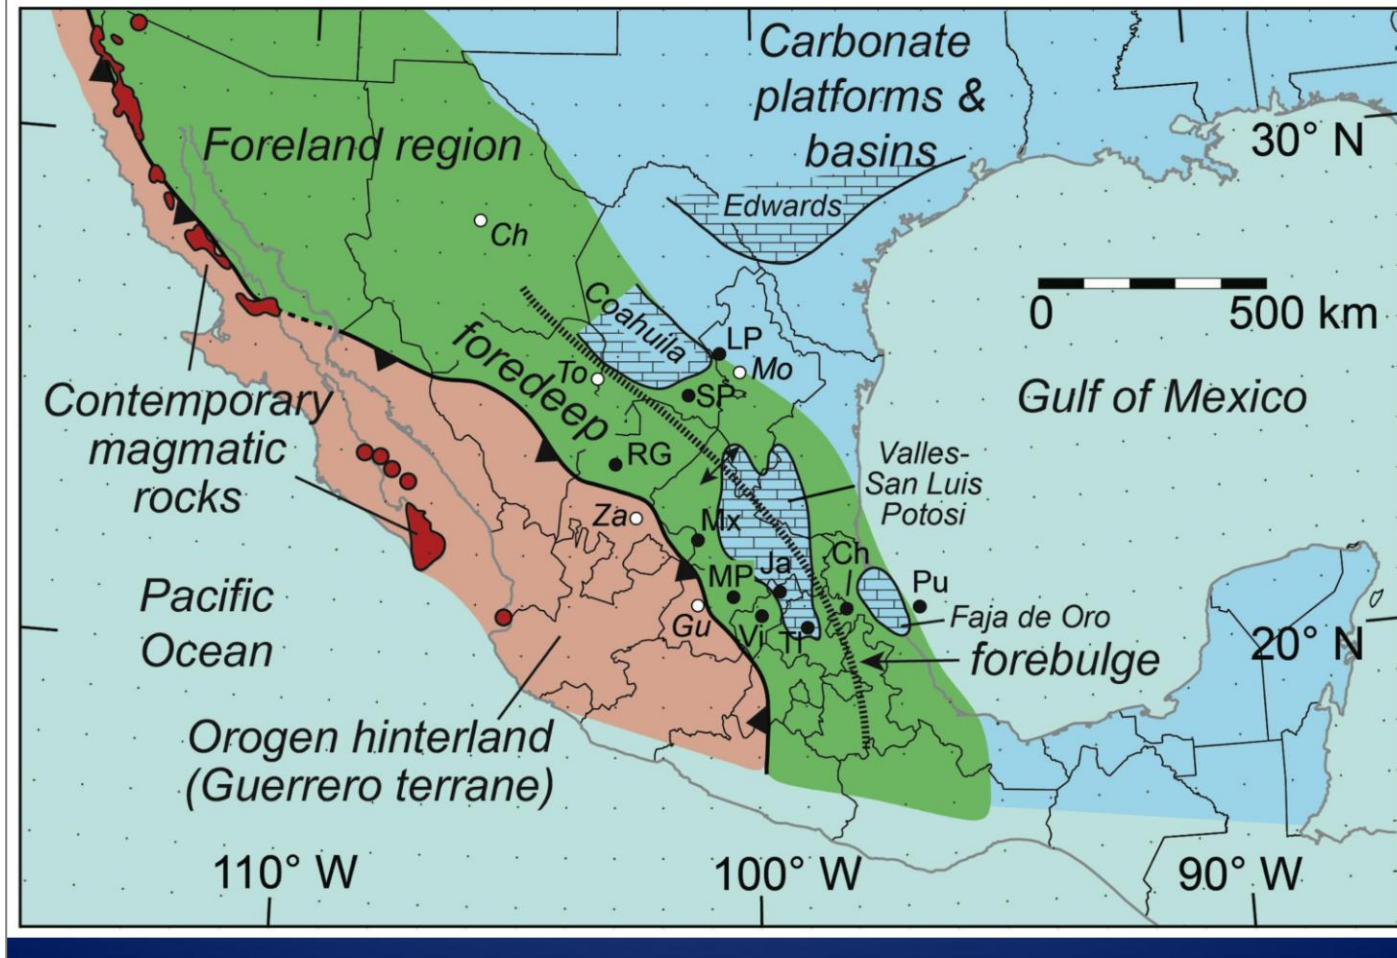 Carbonate
platforms &
basins
30° N
Foreland region
Edwards
Ch
0 500 km
Coahuila
LP
foredeep
To
Mo
SP
Gulf of Mexico
Contemporary
magmatic
rocks
RG
Valles-
San Luis
Potosi
Za
Mx
Ch
Ja
MP
Pu
Pacific
Ocean
Gu
Vi
Tl
Faja de Oro
20° N
forebulge
Orogen hinterland
(Guerrero terrane)
110° W
100° W
90° W